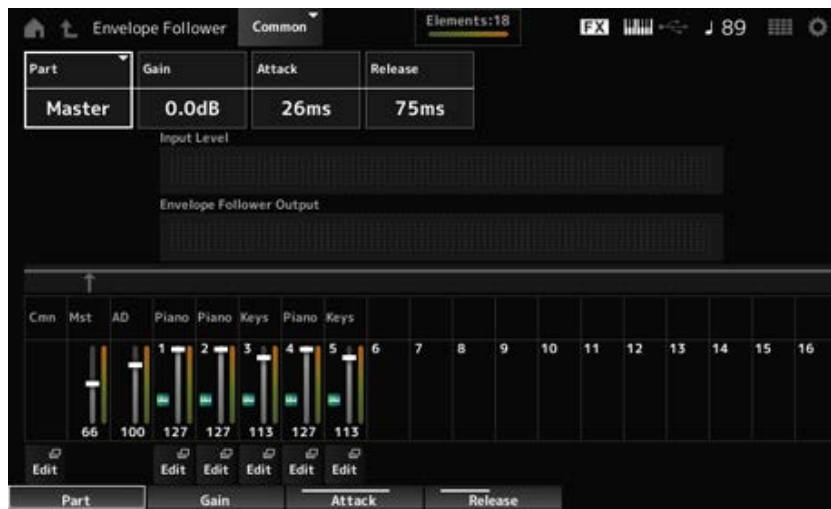 Envelope Follower Common Elements:18 FX ♩ 89
Part Gain Attack Release
Master 0.0dB 26ms 75ms
Input Level
Envelope Follower Output
Cmn Mst AD Piano Piano Keys Piano Keys
1 2 3 4 5 6 7 8 9 10 11 12 13 14 15 16
66 100 127 127 113 127 113
Edit Edit Edit Edit Edit Edit
Part Gain Attack Release